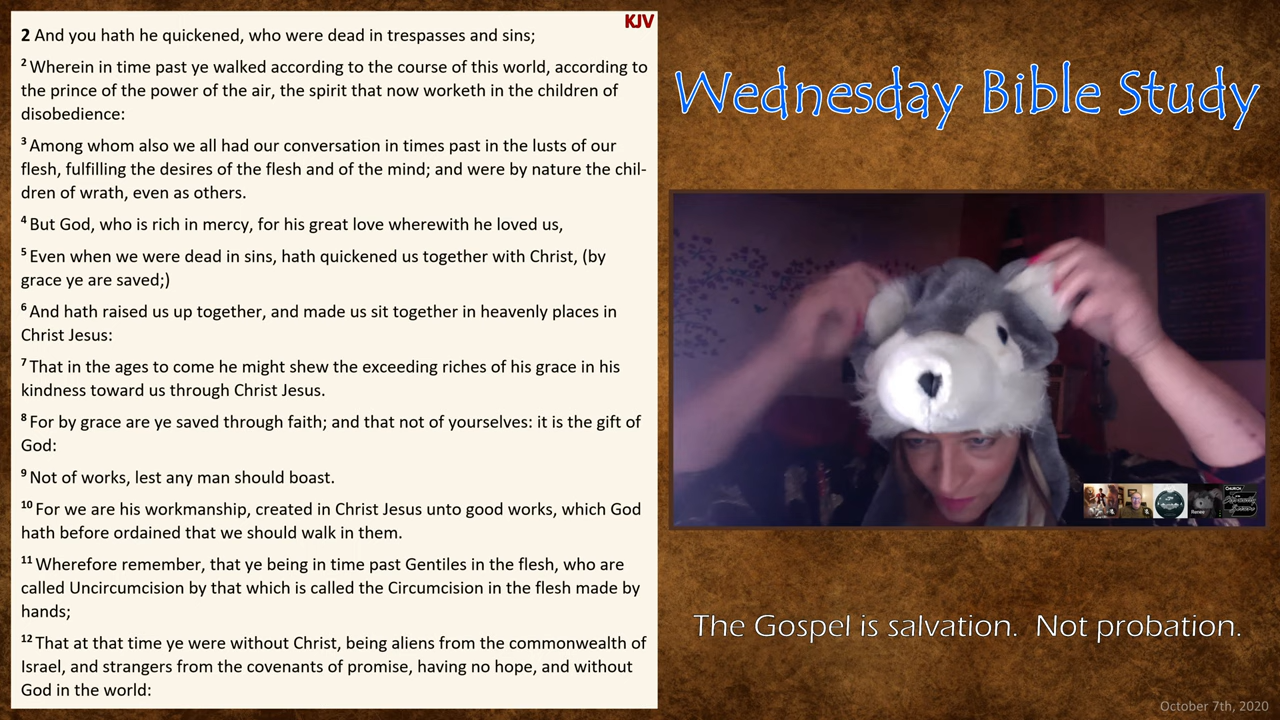 KJV
2 And you hath he quickened, who were dead in trespasses and sins;
2 Wherein in time past ye walked according to the course of this world, according to
the prince of the power of the air, the spirit that now worketh in the children of
disobedience:
3 Among whom also we all had our conversation in times past in the lusts of our
flesh, fulfilling the desires of the flesh and of the mind; and were by nature the chil-
dren of wrath, even as others.
4 But God, who is rich in mercy, for his great love wherewith he loved us,
5 Even when we were dead in sins, hath quickened us together with Christ, (by
grace ye are saved;)
6 And hath raised us up together, and made us sit together in heavenly places in
Christ Jesus:
7 That in the ages to come he might shew the exceeding riches of his grace in his
kindness toward us through Christ Jesus.
8 For by grace are ye saved through faith; and that not of yourselves: it is the gift of
God:
9 Not of works, lest any man should boast.
10 For we are his workmanship, created in Christ Jesus unto good works, which God
hath before ordained that we should walk in them.
11 Wherefore remember, that ye being in time past Gentiles in the flesh, who are
called Uncircumcision by that which is called the Circumcision in the flesh made by
hands;
12 That at that time ye were without Christ, being aliens from the commonwealth of
Israel, and strangers from the covenants of promise, having no hope, and without
God in the world:
Wednesday Bible Study
Renee
CHURCH
The Gospel is salvation. Not probation.
October 7th, 2020